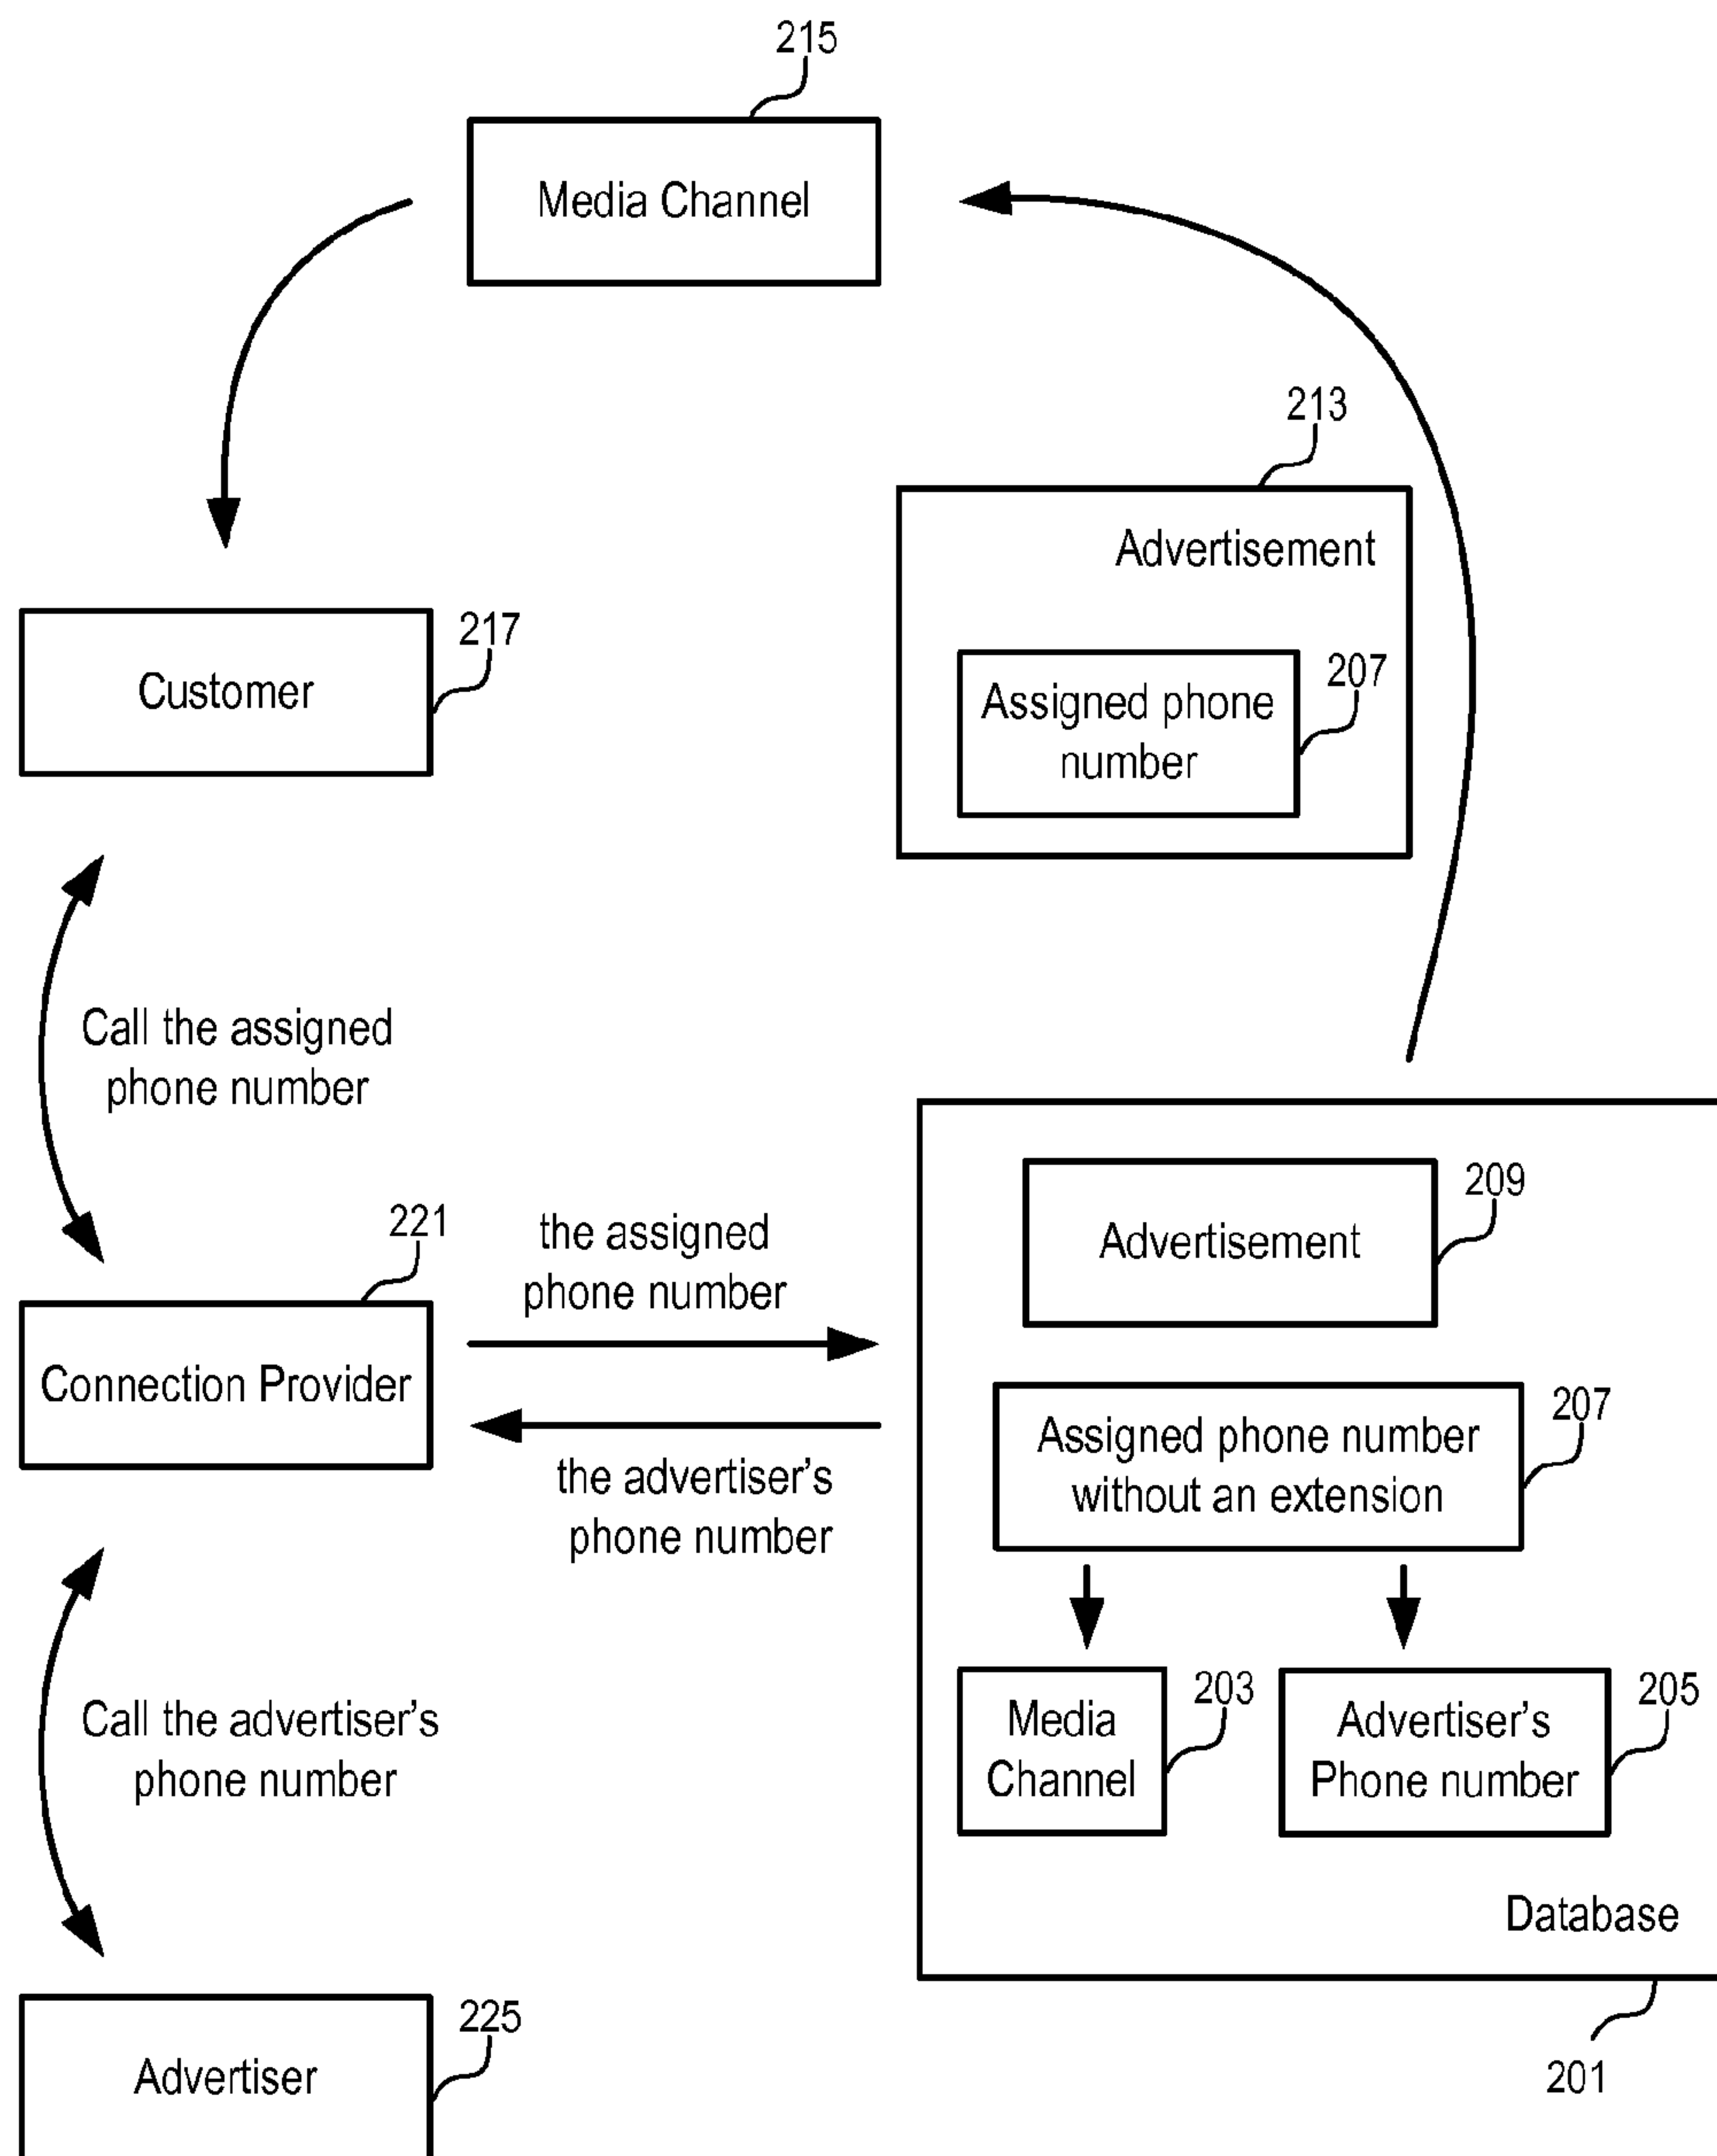 215
Media Channel
213
Advertisement
217
Customer
207
Assigned phone
number
Call the assigned
phone number
221
the assigned
phone number
209
Advertisement
Connection Provider
207
Assigned phone number
without an extension
the advertiser's
phone number
203
Media
Channel
205
Advertiser's
Phone number
Call the advertiser's
phone number
Database
201
225
Advertiser